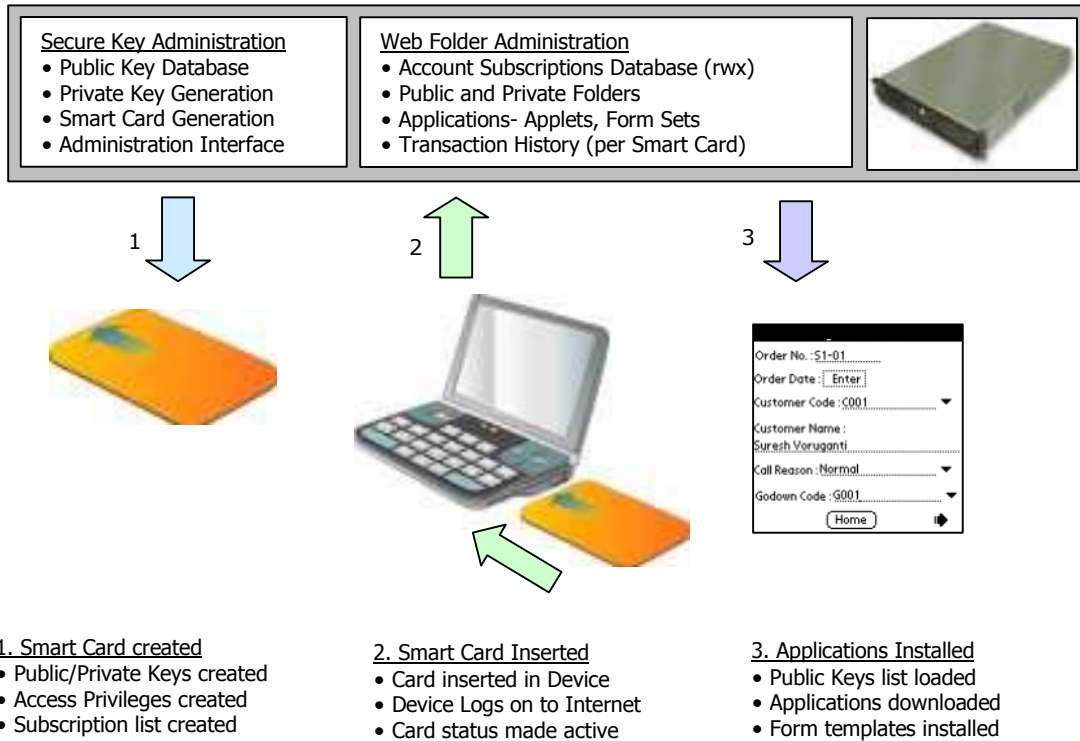 Secure Key Administration
• Public Key Database
• Private Key Generation
• Smart Card Generation
• Administration Interface
Web Folder Administration
• Account Subscriptions Database (rwx)
• Public and Private Folders
• Applications- Applets, Form Sets
• Transaction History (per Smart Card)
1
2
3
Order No. : S1-01
Order Date : Enter
Customer Code : C001
Customer Name :
Suresh Voruganti
Call Reason : Normal
Godown Code : G001
Home
1. Smart Card created
• Public/Private Keys created
• Access Privileges created
• Subscription list created
2. Smart Card Inserted
• Card inserted in Device
• Device Logs on to Internet
• Card status made active
3. Applications Installed
• Public Keys list loaded
• Applications downloaded
• Form templates installed